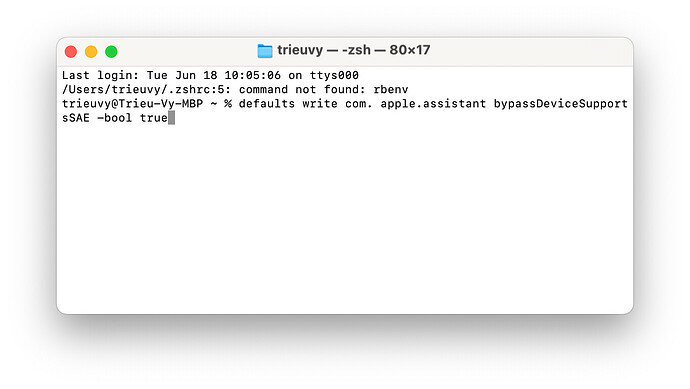 trieuvy — -zsh — 80×17
Last login: Tue Jun 18 10:05:06 on ttys000
/Users/trieuvy/.zshrc:5: command not found: rbenv
trieuvy@Trieu-Vy-MBP ~ % defaults write com. apple.assistant bypassDeviceSupport
sSAE -bool true